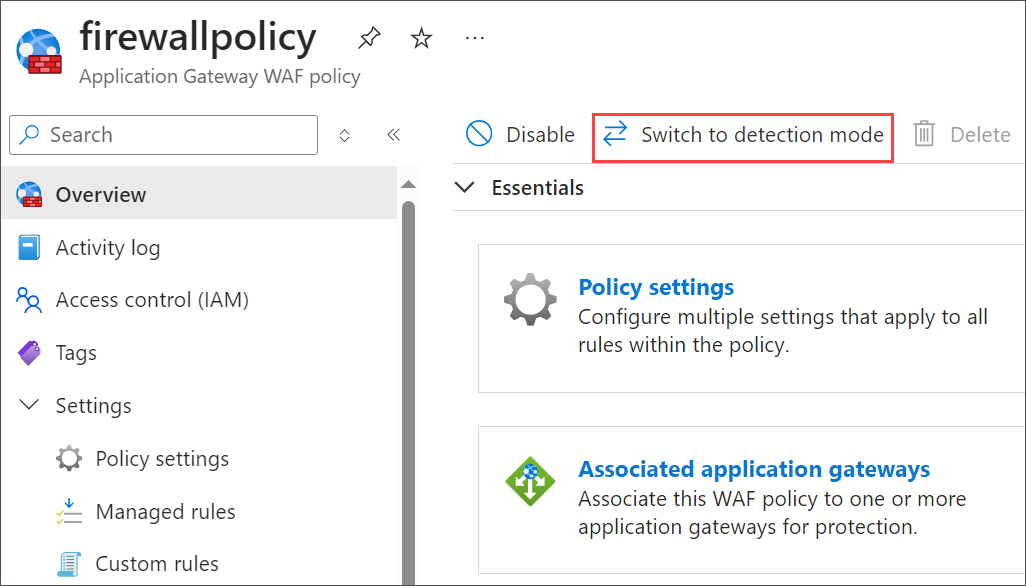 firewallpolicy
Application Gateway WAF policy
Search
Disable
Switch to detection mode
Delete
Essentials
Overview
Activity log
Access control (IAM)
Tags
Settings
Policy settings
Managed rules
Custom rules
Policy settings
Configure multiple settings that apply to all
rules within the policy.
Associated application gateways
Associate this WAF policy to one or more
application gateways for protection.